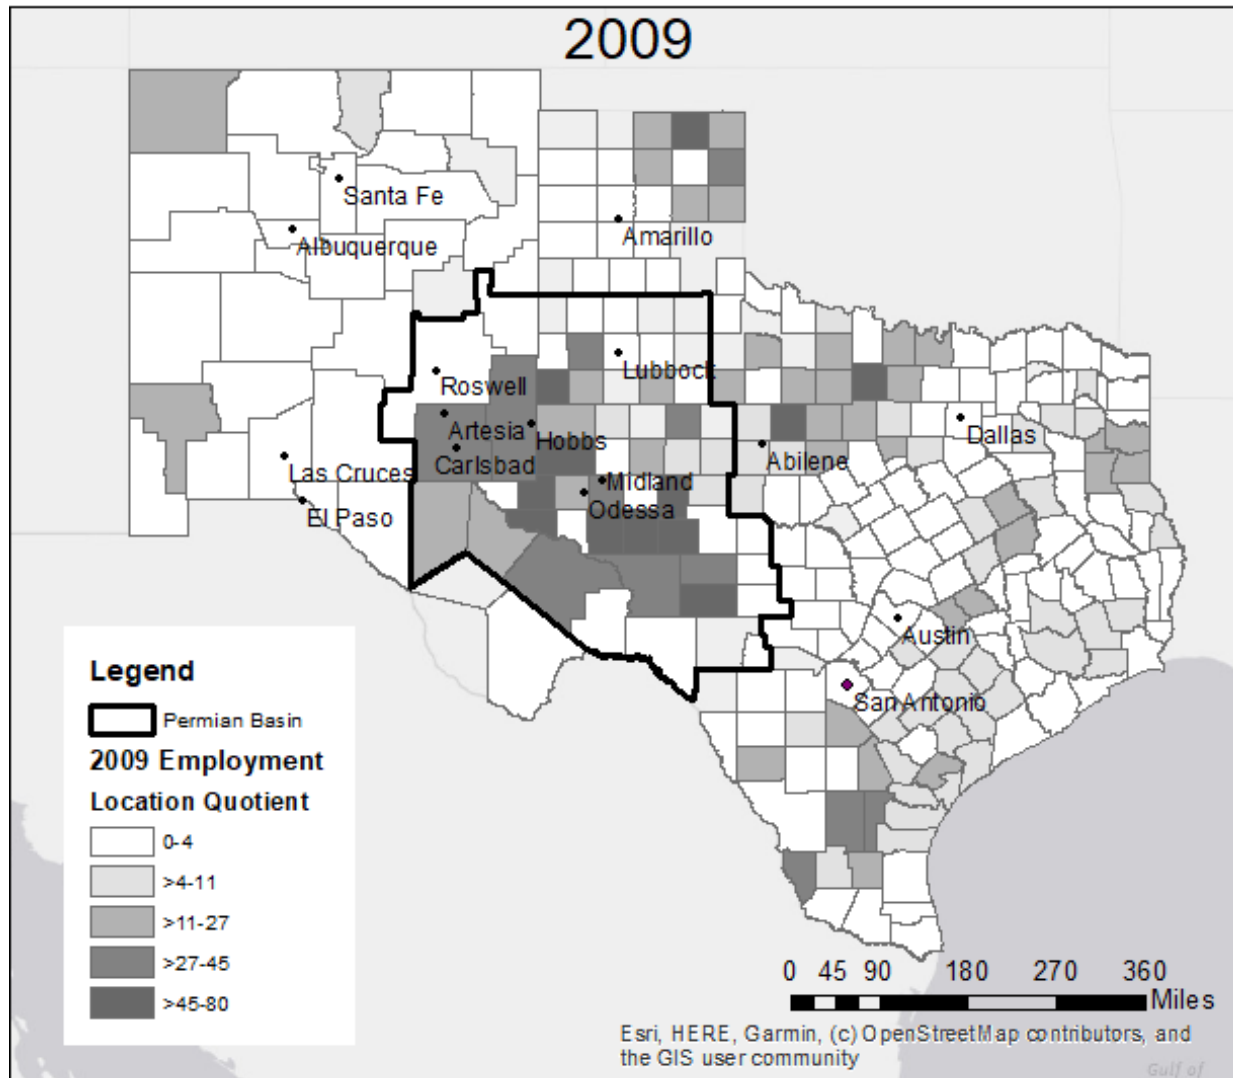 2009
Santa Fe
Albuquerque
Amarillo
Roswell
Lubbock
Artesia
Hobbs
Carlsbad
Las Cruces
El Paso
Midland
Odessa
Abilene
Dallas
Austin
San Antonio
Legend
Permian Basin
2009 Employment
Location Quotient
0-4
>4-11
>11-27
>27-45
>45-80
0 45 90 180 270 360
Miles
Esri, HERE, Garmin, (c) OpenStreetMap contributors, and
the GIS user community
Gulf of